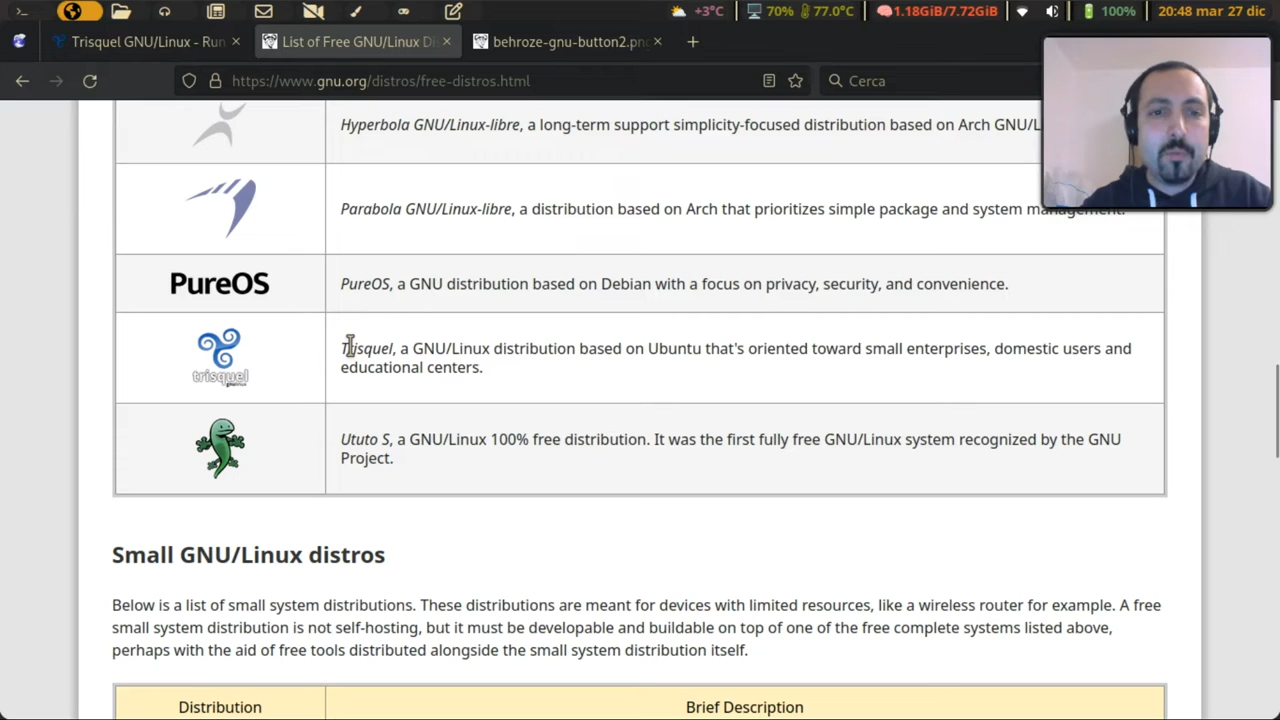 +3°C 70% 77.0°C 1.18GiB/7.72GiB 100% 20:48 mar 27 dic
Trisquel GNU/Linux - Run List of Free GNU/Linux Di behroze-gnu-button2.pn
https://www.gnu.org/distros/free-distros.html Cerca
Hyperbola GNU/Linux-libre, a long-term support simplicity-focused distribution based on Arch GNU/L
Parabola GNU/Linux-libre, a distribution based on Arch that prioritizes simple package and system management.
PureOS
PureOS, a GNU distribution based on Debian with a focus on privacy, security, and convenience.
trisquel
gnulinux
Trisquel, a GNU/Linux distribution based on Ubuntu that's oriented toward small enterprises, domestic users and
educational centers.
Ututo S, a GNU/Linux 100% free distribution. It was the first fully free GNU/Linux system recognized by the GNU
Project.
Small GNU/Linux distros
Below is a list of small system distributions. These distributions are meant for devices with limited resources, like a wireless router for example. A free
small system distribution is not self-hosting, but it must be developable and buildable on top of one of the free complete systems listed above,
perhaps with the aid of free tools distributed alongside the small system distribution itself.
Distribution Brief Description